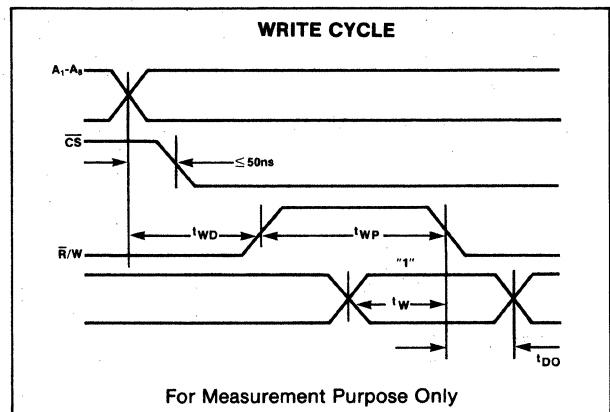 WRITE CYCLE
A1-A8
CS
≤ 50ns
tWD
tWP
R/W
"1"
tW
tDO
For Measurement Purpose Only